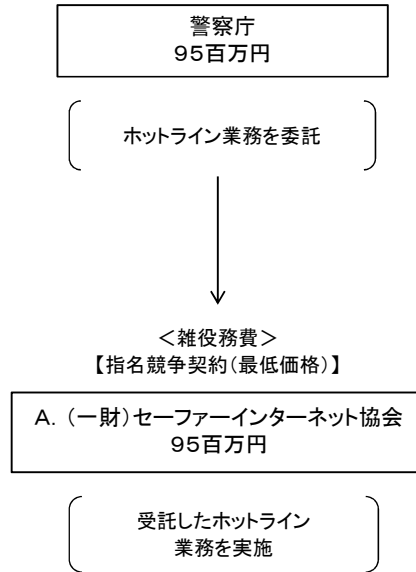 警察庁
95百万円
ホットライン業務を委託
＜雑役務費＞
【指名競争契約（最低価格）】
A．（一財）セーファーインターネット協会
95百万円
受託したホットライン
業務を実施